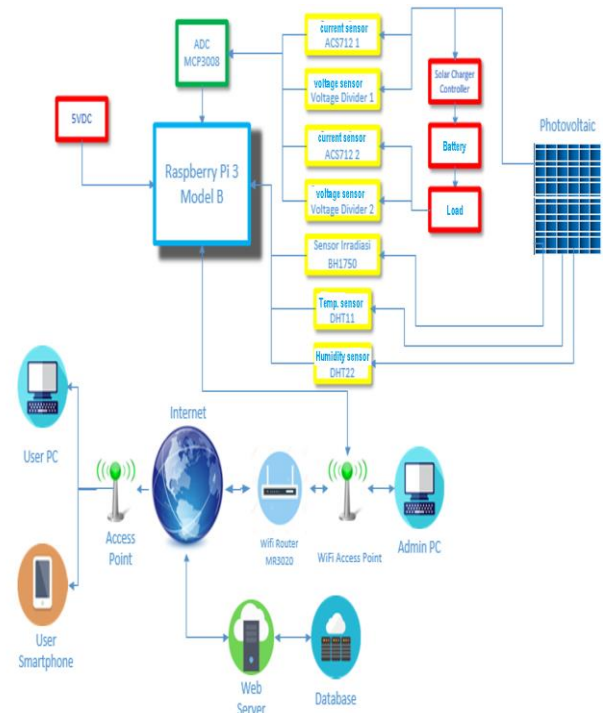 ADC
MCP3008
current sensor
ACS712 1
voltage sensor
Voltage Divider 1
current sensor
ACS712 2
voltage sensor
Voltage Divider 2
Sensor Irradiasi
BH1750
Temp. sensor
DHT11
Humidity sensor
DHT22
Solar Charger
Controller
Battery
Load
Photovoltaic
5VDC
Raspberry Pi 3
Model B
User PC
Access
Point
Internet
Wifi Router
MR3020
WiFi Access Point
Admin PC
User
Smartphone
Web
Server
Database